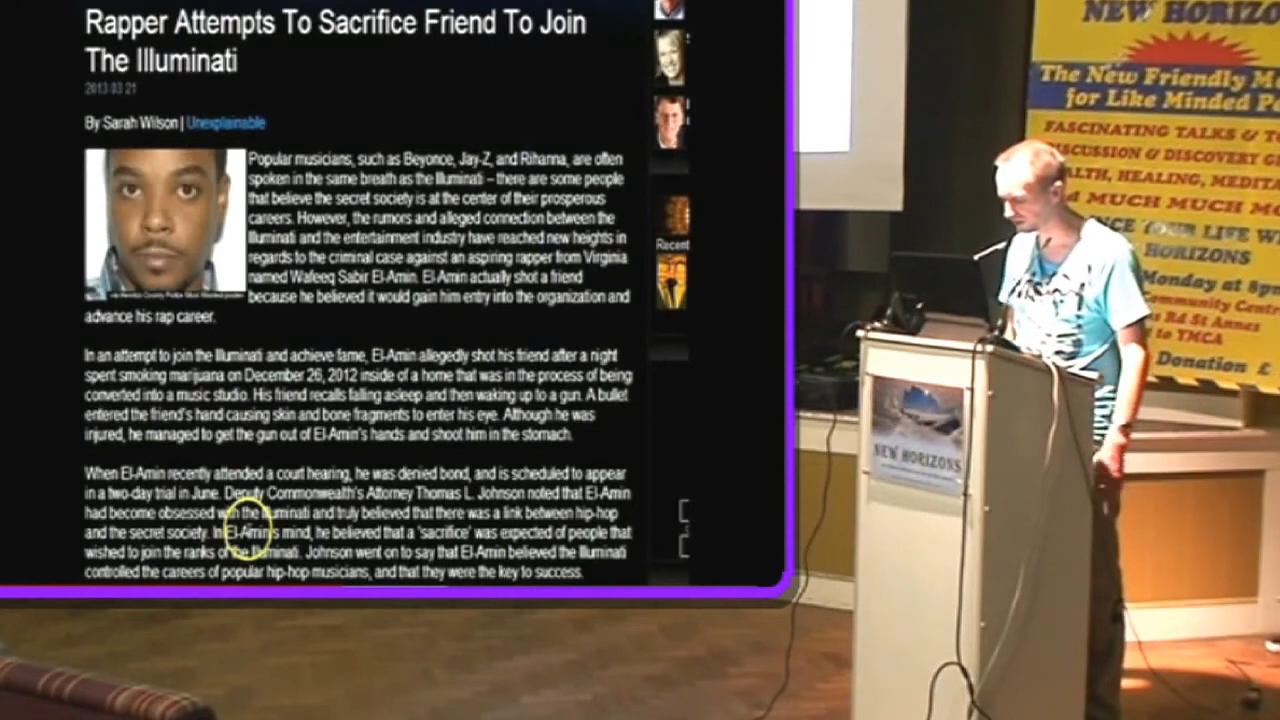 Rapper Attempts To Sacrifice Friend To Join
The Illuminati
2013 03 21
By Sarah Wilson | Unexplainable
Popular musicians, such as Beyonce, Jay-Z, and Rihanna, are often
spoken in the same breath as the Illuminati – there are some people
that believe the secret society is at the center of their prosperous
careers. However, the rumors and alleged connection between the
Illuminati and the entertainment industry have reached new heights in
regards to the criminal case against an aspiring rapper from Virginia
named Wafeeq Sabir El-Amin. El-Amin actually shot a friend
because he believed it would gain him entry into the organization and
advance his rap career.
In an attempt to join the Illuminati and achieve fame, El-Amin allegedly shot his friend after a night
spent smoking marijuana on December 26, 2012 inside of a home that was in the process of being
converted into a music studio. His friend recalls falling asleep and then waking up to a gun. A bullet
entered the friend's hand causing skin and bone fragments to enter his eye. Although he was
injured, he managed to get the gun out of El-Amin's hands and shoot him in the stomach.
When El-Amin recently attended a court hearing, he was denied bond, and is scheduled to appear
in a two-day trial in June. Deputy Commonwealth's Attorney Thomas L. Johnson noted that El-Amin
had become obsessed with the Illuminati and truly believed that there was a link between hip-hop
and the secret society. In El-Amin's mind, he believed that a 'sacrifice' was expected of people that
wished to join the ranks of the Illuminati. Johnson went on to say that El-Amin believed the Illuminati
controlled the careers of popular hip-hop musicians, and that they were the key to success.
Recent
NEW HORIZO
The New Friendly Me
for Like Minded Pe
FASCINATING TALKS & TO
ISCUSSION & DISCOVERY G
ALTH, HEALING, MEDITA
d MUCH MUCH MO
NCE YOUR LIFE W
HORIZONS
Monday at 8pm
ommunity Centr
s Rd St Annes
to YMCA
Donation £
NEW HORIZONS